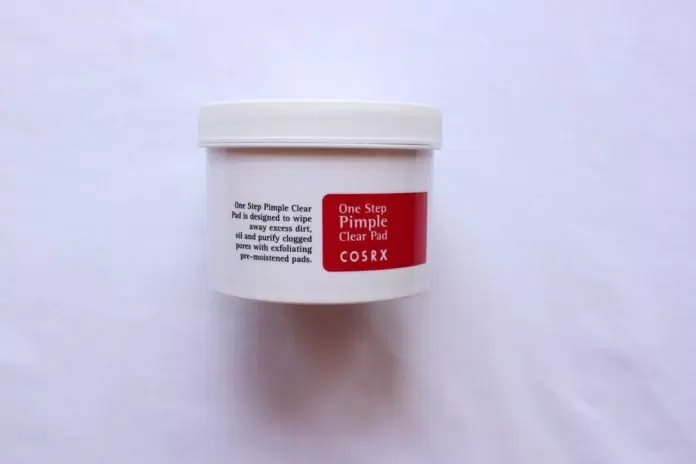 One Step Pimple Clear
Pad is designed to wipe
away excess dirt,
oil and purify clogged
pores with exfoliating
pre-moistened pads.
One Step
Pimple
Clear Pad
COSRX